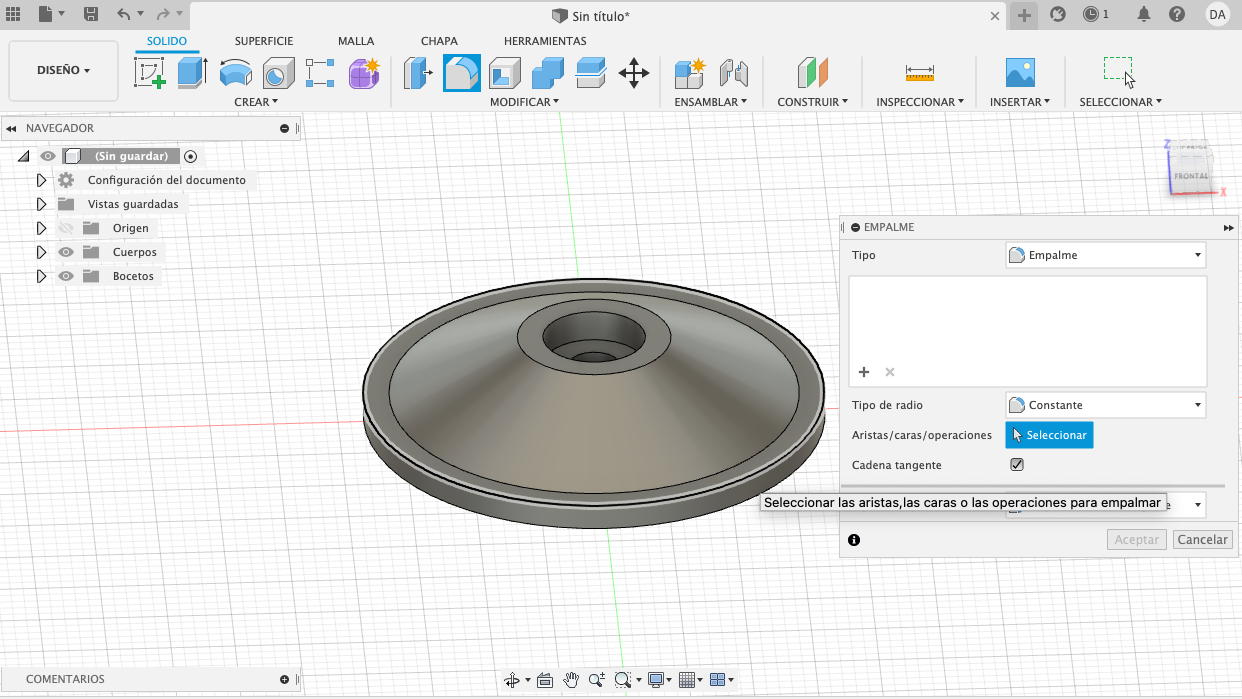 Sin título*
1
DA
DISEÑO
SOLIDO
SUPERFICIE
MALLA
CHAPA
HERRAMIENTAS
CREAR
MODIFICAR
ENSAMBLAR
CONSTRUIR
INSPECCIONAR
INSERTAR
SELECCIONAR
NAVEGADOR
(Sin guardar)
Configuración del documento
Vistas guardadas
Origen
Cuerpos
Bocetos
Z
FRONTAL
X
EMPALME
Tipo
Empalme
Tipo de radio
Constante
Aristas/caras/operaciones
Seleccionar
Cadena tangente
Seleccionar las aristas,las caras o las operaciones para empalmar
Aceptar
Cancelar
COMENTARIOS